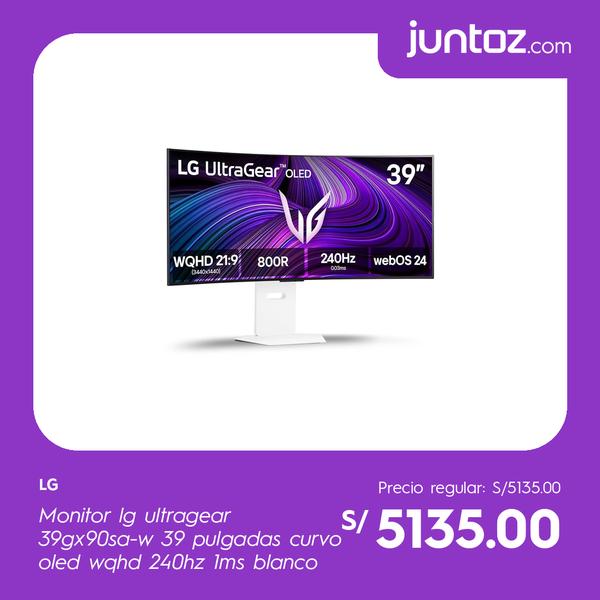 juntoz.com
LG UltraGear™ OLED
39"
WQHD 21:9
(3440x1440)
800R
240Hz
0.03ms
webOS 24
LG
Monitor lg ultragear
39gx90sa-w 39 pulgadas curvo
oled wqhd 240hz 1ms blanco
Precio regular: S/5135.00
S/ 5135.00